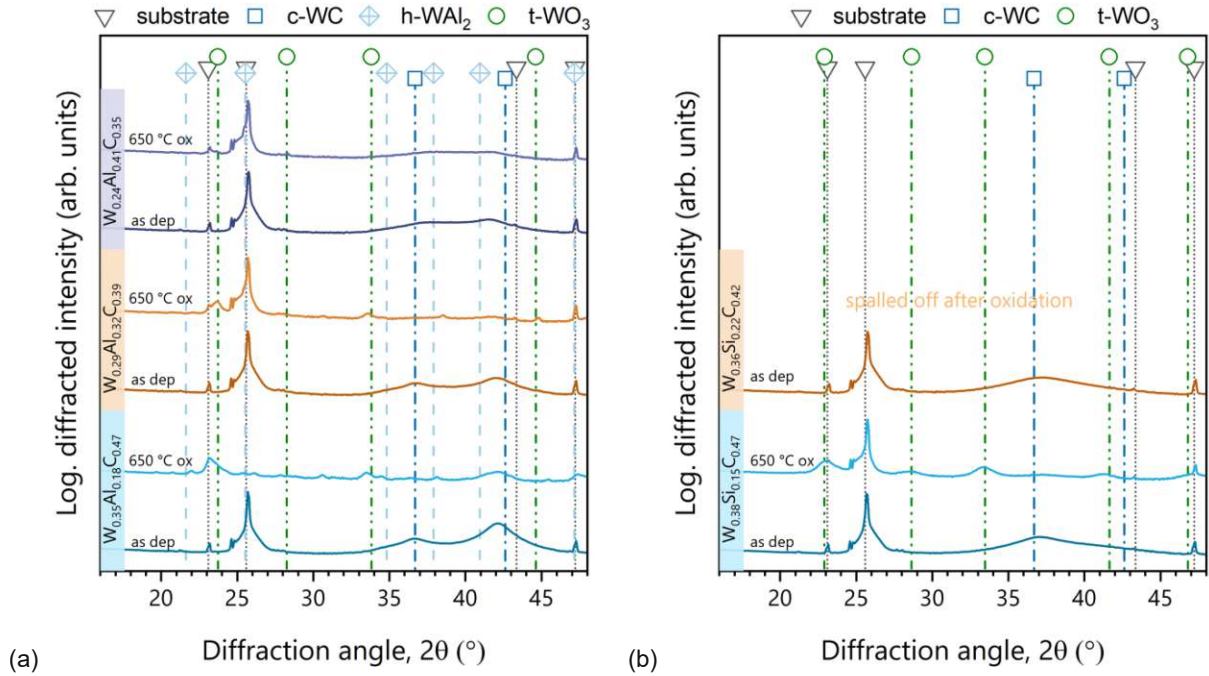 substrate c-WC h-WAl₂ t-WO₃
Log. diffracted intensity (arb. units)
W₀.₂₄Al₀.₄₁C₀.₃₅
650 °C ox
as dep
W₀.₂₉Al₀.₃₂C₀.₃₉
650 °C ox
as dep
W₀.₃₅Al₀.₁₈C₀.₄₇
650 °C ox
as dep
20 25 30 35 40 45
Diffraction angle, 2θ (°)
(a)
substrate c-WC t-WO₃
Log. diffracted intensity (arb. units)
spalled off after oxidation
W₀.₃₆Si₀.₂₂C₀.₄₂
as dep
W₀.₃₈Si₀.₁₅C₀.₄₇
650 °C ox
as dep
20 25 30 35 40 45
Diffraction angle, 2θ (°)
(b)